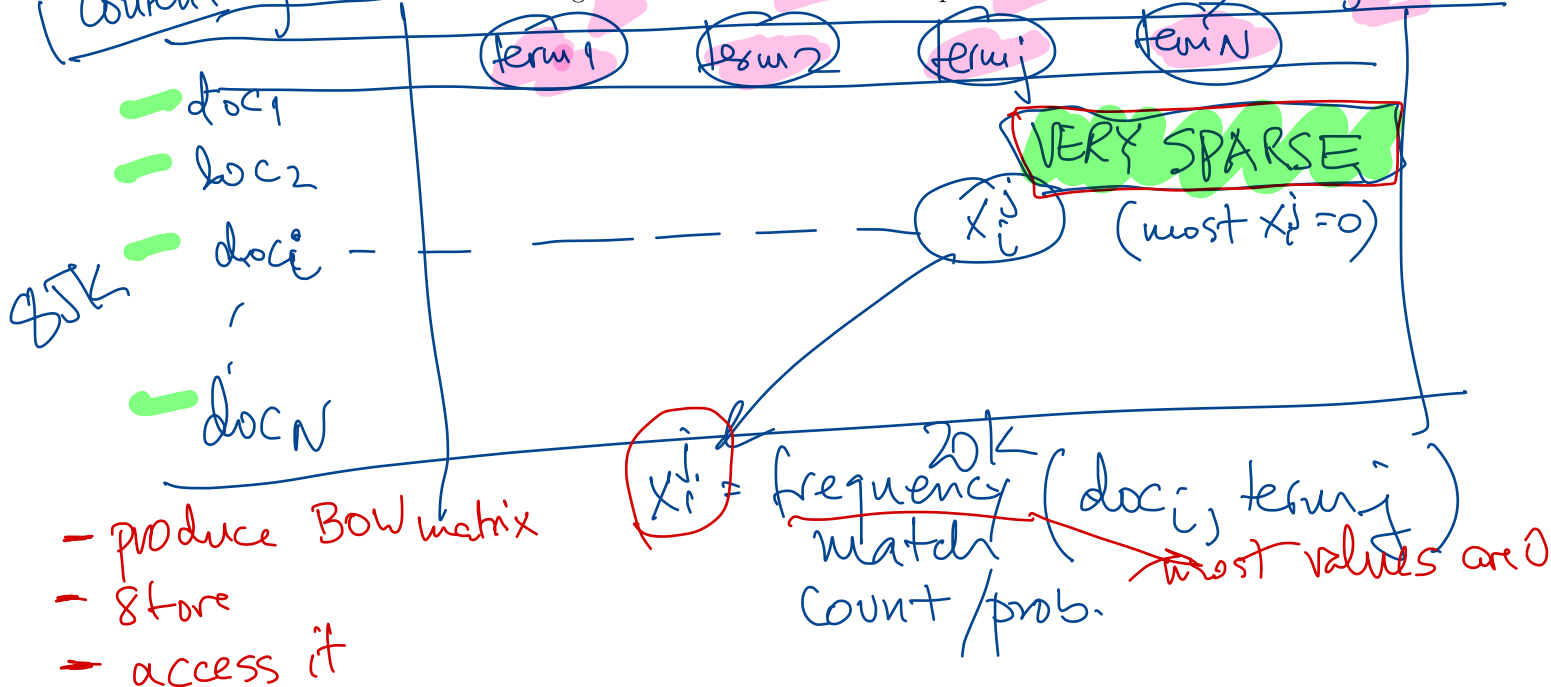 term1 term2 termj termN
doc1
VERY SPARSE
doc2
xij (most xij =0)
doci
85K
docN
20K
xij = frequency (doci, termj)
- produce BOW matrix
match
most values are 0
- store
count/prob.
- access it